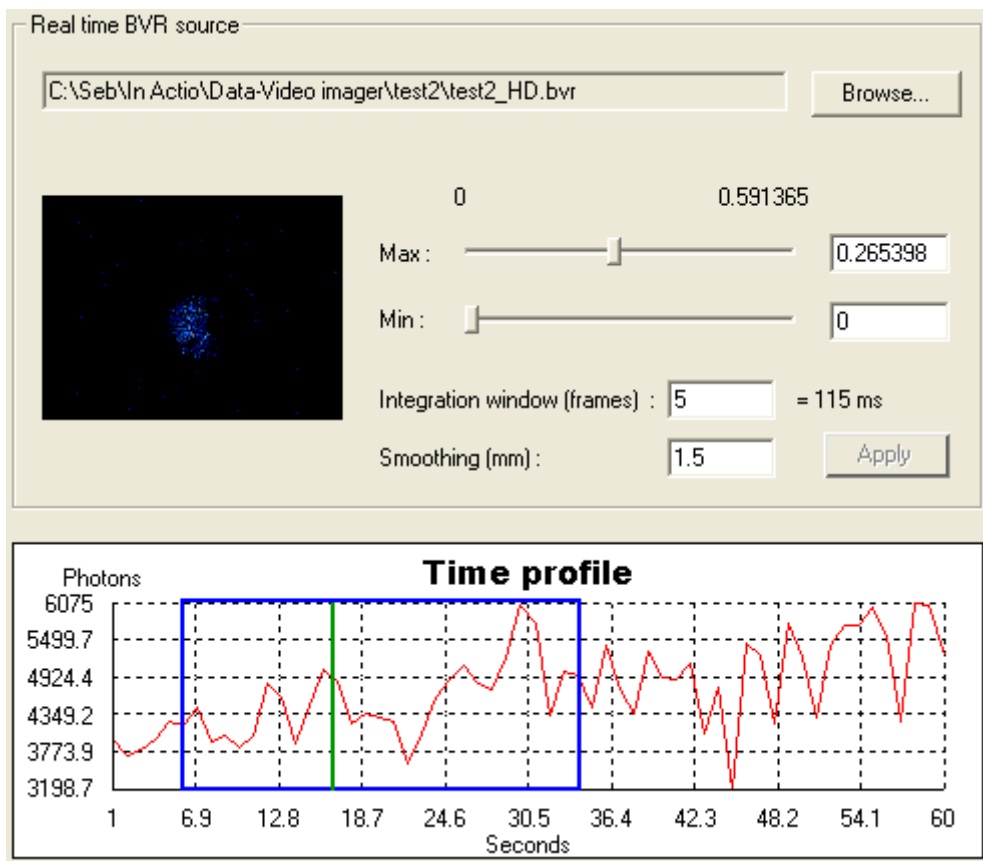 Real time BVR source
C:\Seb\In Actio\Data-Video imager\test2\test2_HD.bvr
Browse...
0 0.591365
Max : 0.265398
Min : 0
Integration window (frames) : 5 = 115 ms
Smoothing (mm) : 1.5 Apply
Time profile
Photons
6075
5499.7
4924.4
4349.2
3773.9
3198.7
1 6.9 12.8 18.7 24.6 30.5 36.4 42.3 48.2 54.1 60
Seconds